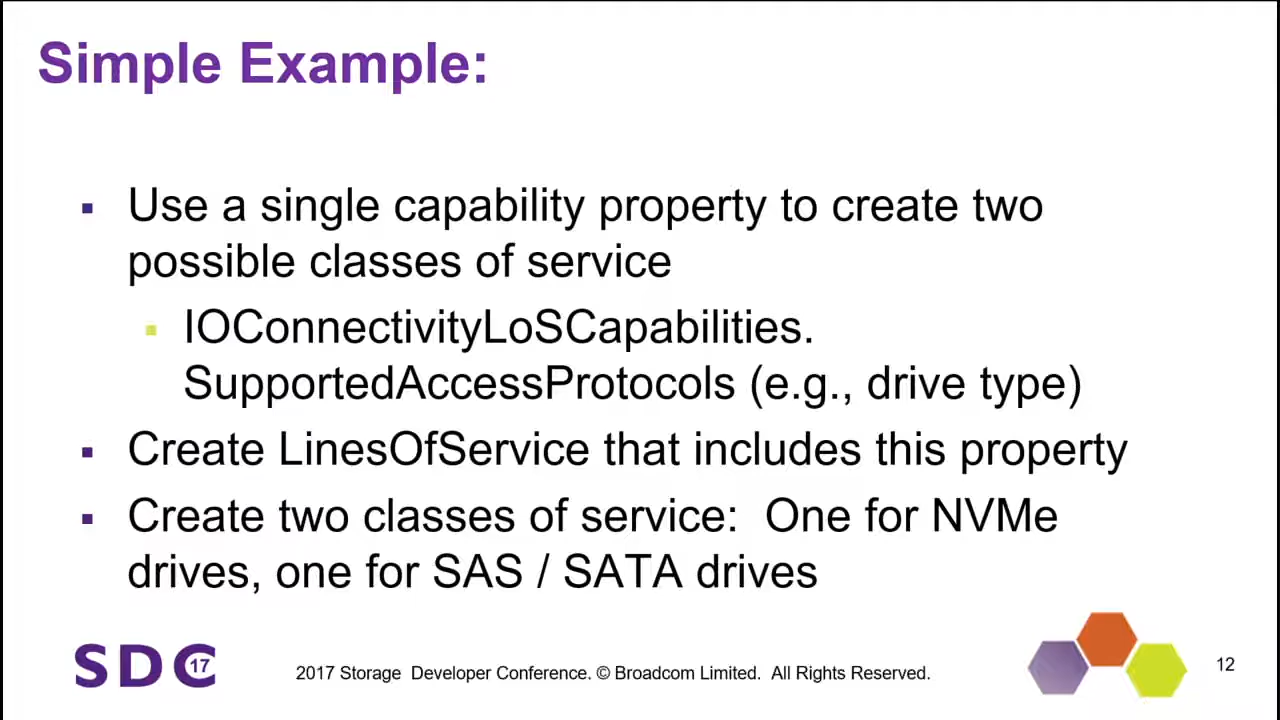 Simple Example:
Use a single capability property to create two
possible classes of service
IOConnectivityLoSCapabilities.
SupportedAccessProtocols (e.g., drive type)
Create LinesOfService that includes this property
Create two classes of service:  One for NVMe
drives, one for SAS / SATA drives
SDC 17
2017 Storage  Developer Conference. © Broadcom Limited.  All Rights Reserved.
12